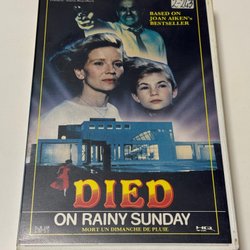 BASED ON
JOAN AIKEN's
BESTSELLER
DIED
ON RAINY SUNDAY
MORT UN DIMANCHE DE PLUIE